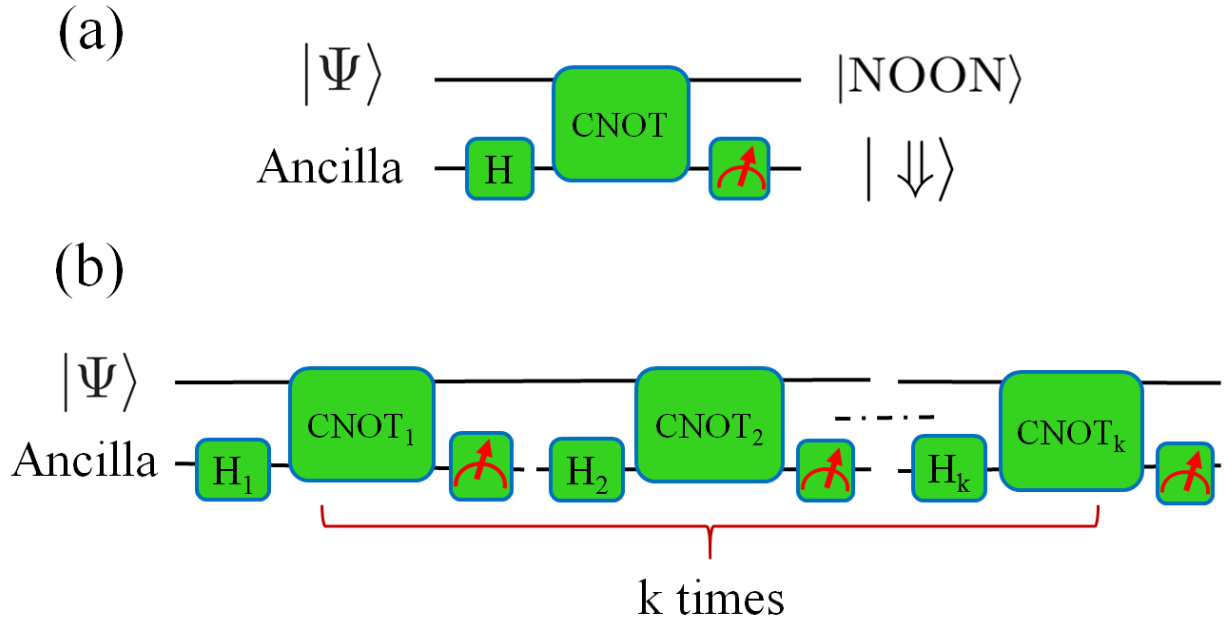 (a)
|Ψ⟩ CNOT |NOON⟩
Ancilla H |⇓⟩
(b)
|Ψ⟩ CNOT₁ CNOT₂ CNOTₖ
Ancilla H₁ H₂ Hₖ
k times